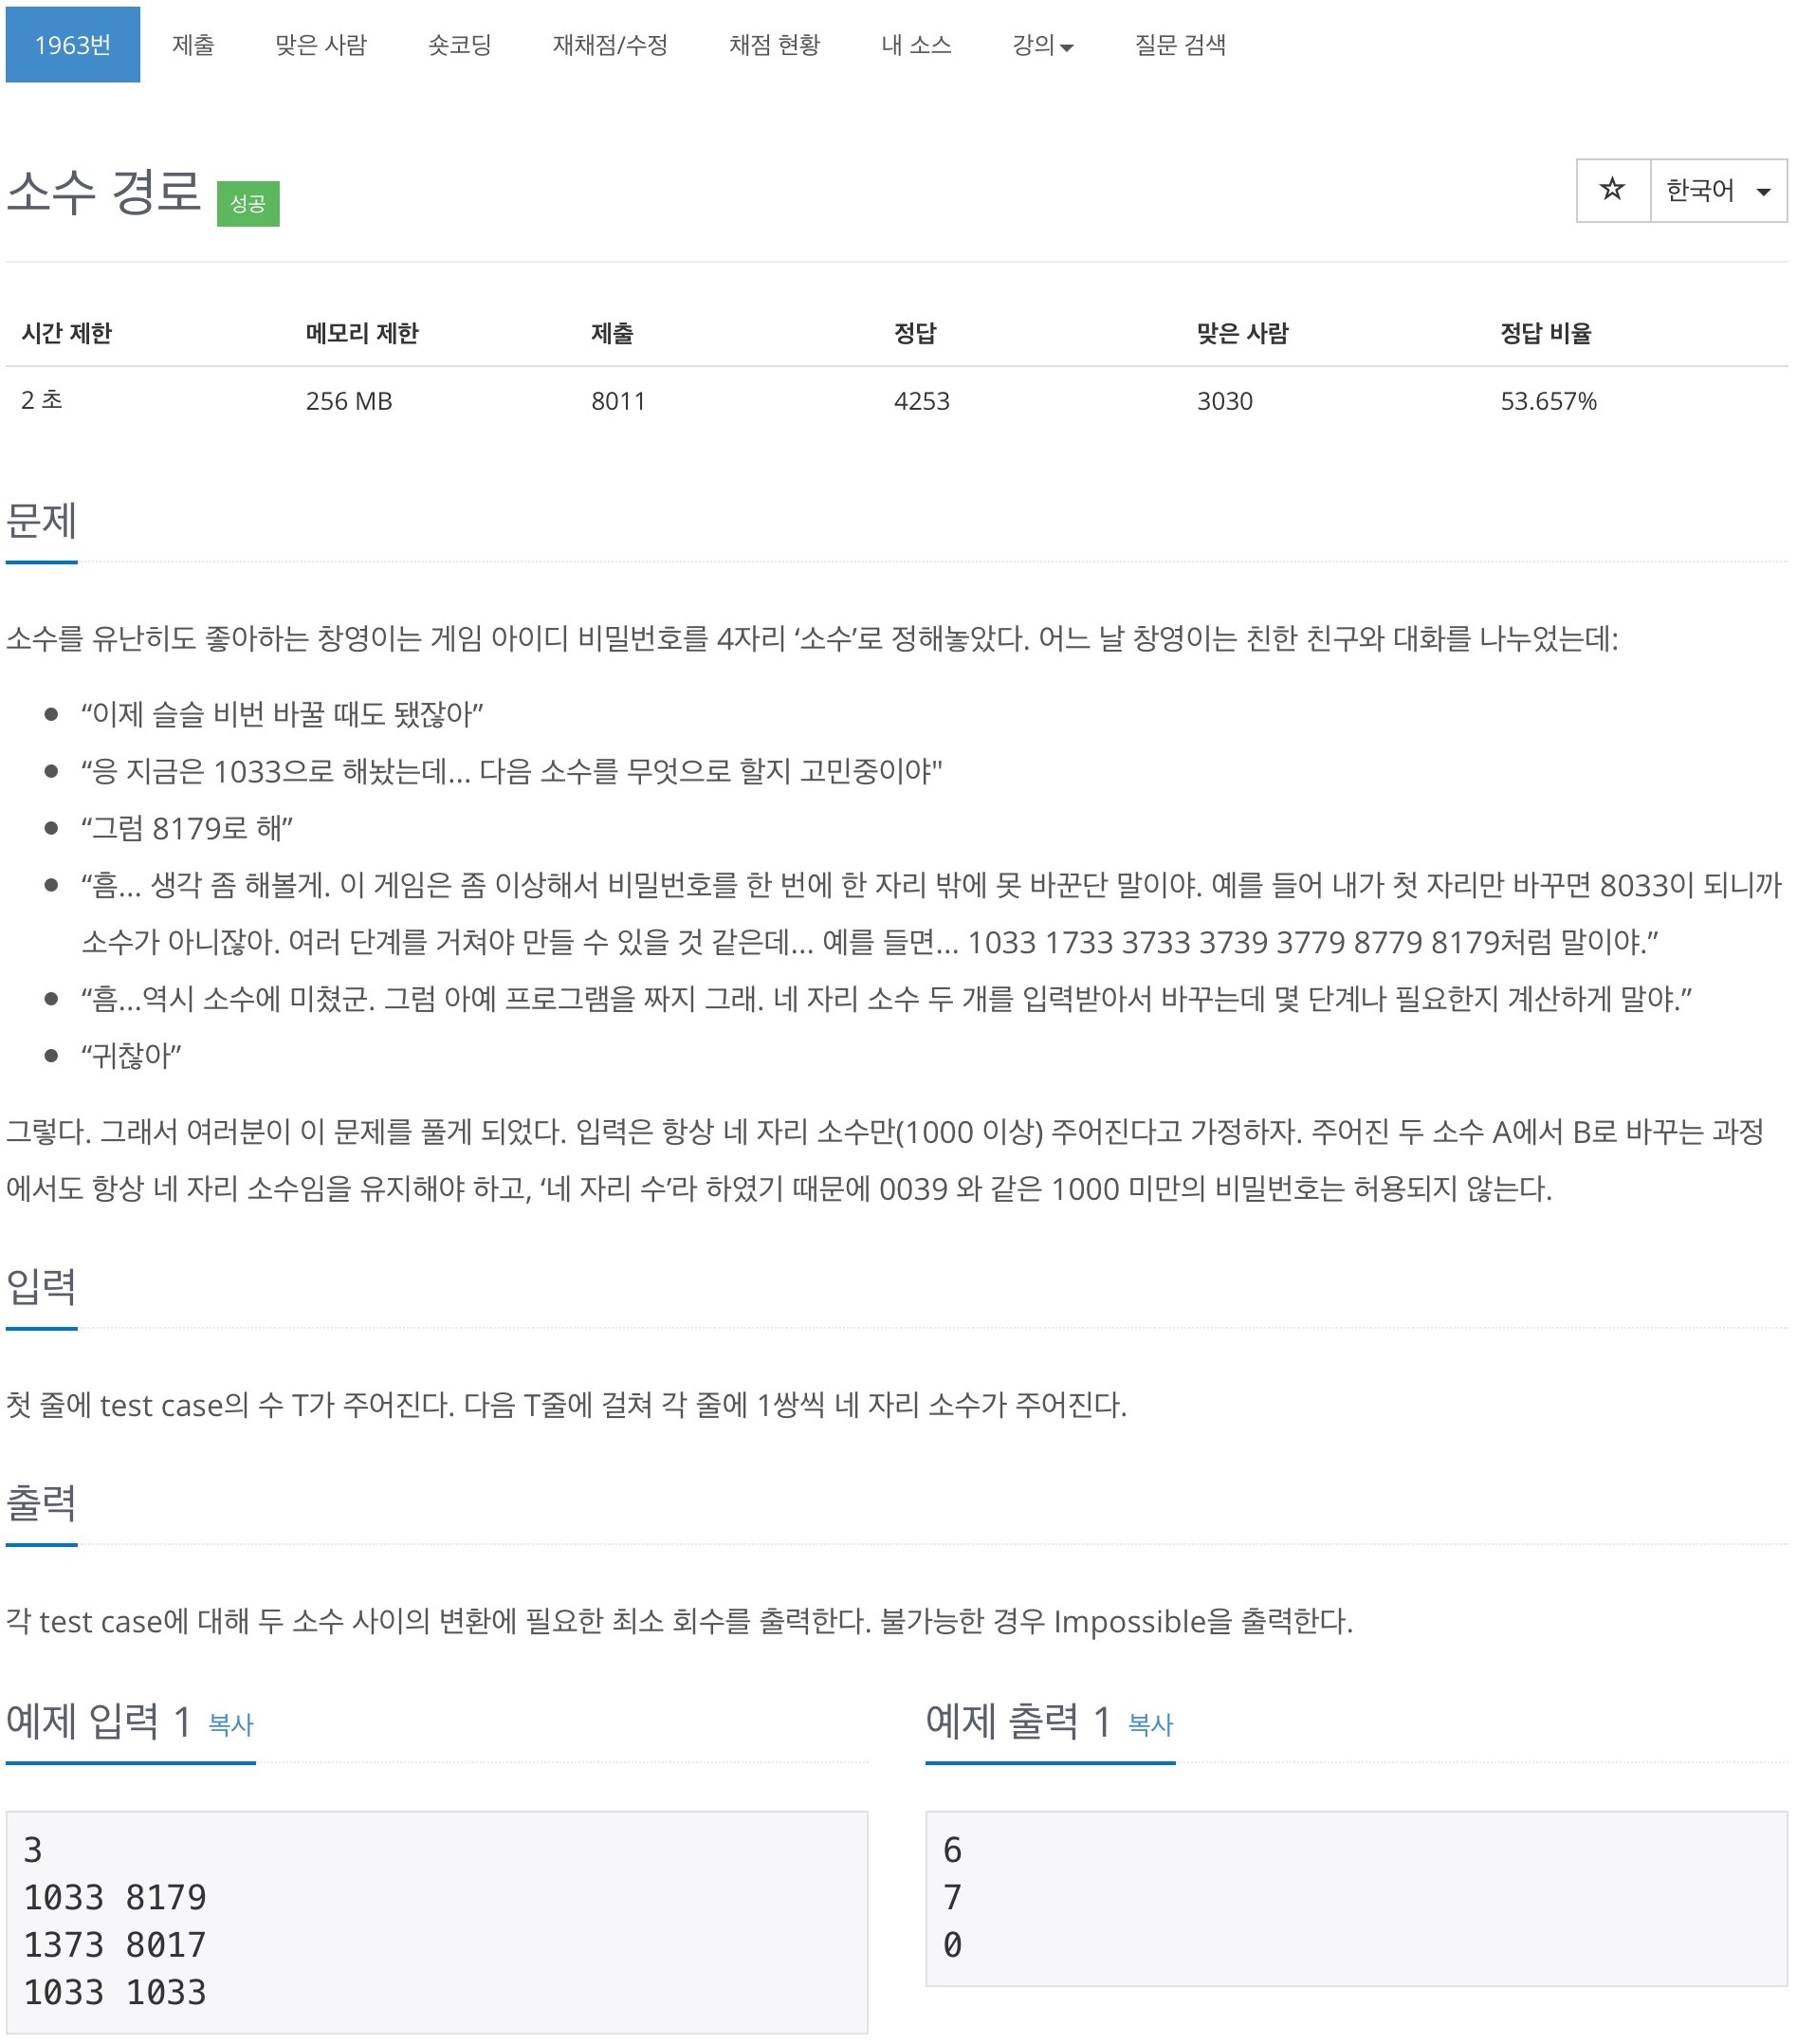 1963번 제출 맞은 사람 숏코딩 재채점/수정 채점 현황 내 소스 강의 질문 검색
소수 경로 성공 한국어
시간 제한 메모리 제한 제출 정답 맞은 사람 정답 비율
2 초 256 MB 8011 4253 3030 53.657%
문제
소수를 유난히도 좋아하는 창영이는 게임 아이디 비밀번호를 4자리 ‘소수’로 정해놓았다. 어느 날 창영이는 친한 친구와 대화를 나누었는데:
“이제 슬슬 비번 바꿀 때도 됐잖아”
“응 지금은 1033으로 해놨는데... 다음 소수를 무엇으로 할지 고민중이야"
“그럼 8179로 해”
“흠... 생각 좀 해볼게. 이 게임은 좀 이상해서 비밀번호를 한 번에 한 자리 밖에 못 바꾼단 말이야. 예를 들어 내가 첫 자리만 바꾸면 8033이 되니까
소수가 아니잖아. 여러 단계를 거쳐야 만들 수 있을 것 같은데... 예를 들면... 1033 1733 3733 3739 3779 8779 8179처럼 말이야.”
“흠...역시 소수에 미쳤군. 그럼 아예 프로그램을 짜지 그래. 네 자리 소수 두 개를 입력받아서 바꾸는데 몇 단계나 필요한지 계산하게 말야.”
“귀찮아”
그렇다. 그래서 여러분이 이 문제를 풀게 되었다. 입력은 항상 네 자리 소수만(1000 이상) 주어진다고 가정하자. 주어진 두 소수 A에서 B로 바꾸는 과정
에서도 항상 네 자리 소수임을 유지해야 하고, ‘네 자리 수’라 하였기 때문에 0039 와 같은 1000 미만의 비밀번호는 허용되지 않는다.
입력
첫 줄에 test case의 수 T가 주어진다. 다음 T줄에 걸쳐 각 줄에 1쌍씩 네 자리 소수가 주어진다.
출력
각 test case에 대해 두 소수 사이의 변환에 필요한 최소 회수를 출력한다. 불가능한 경우 Impossible을 출력한다.
예제 입력 1 복사
3
1033 8179
1373 8017
1033 1033
예제 출력 1 복사
6
7
0